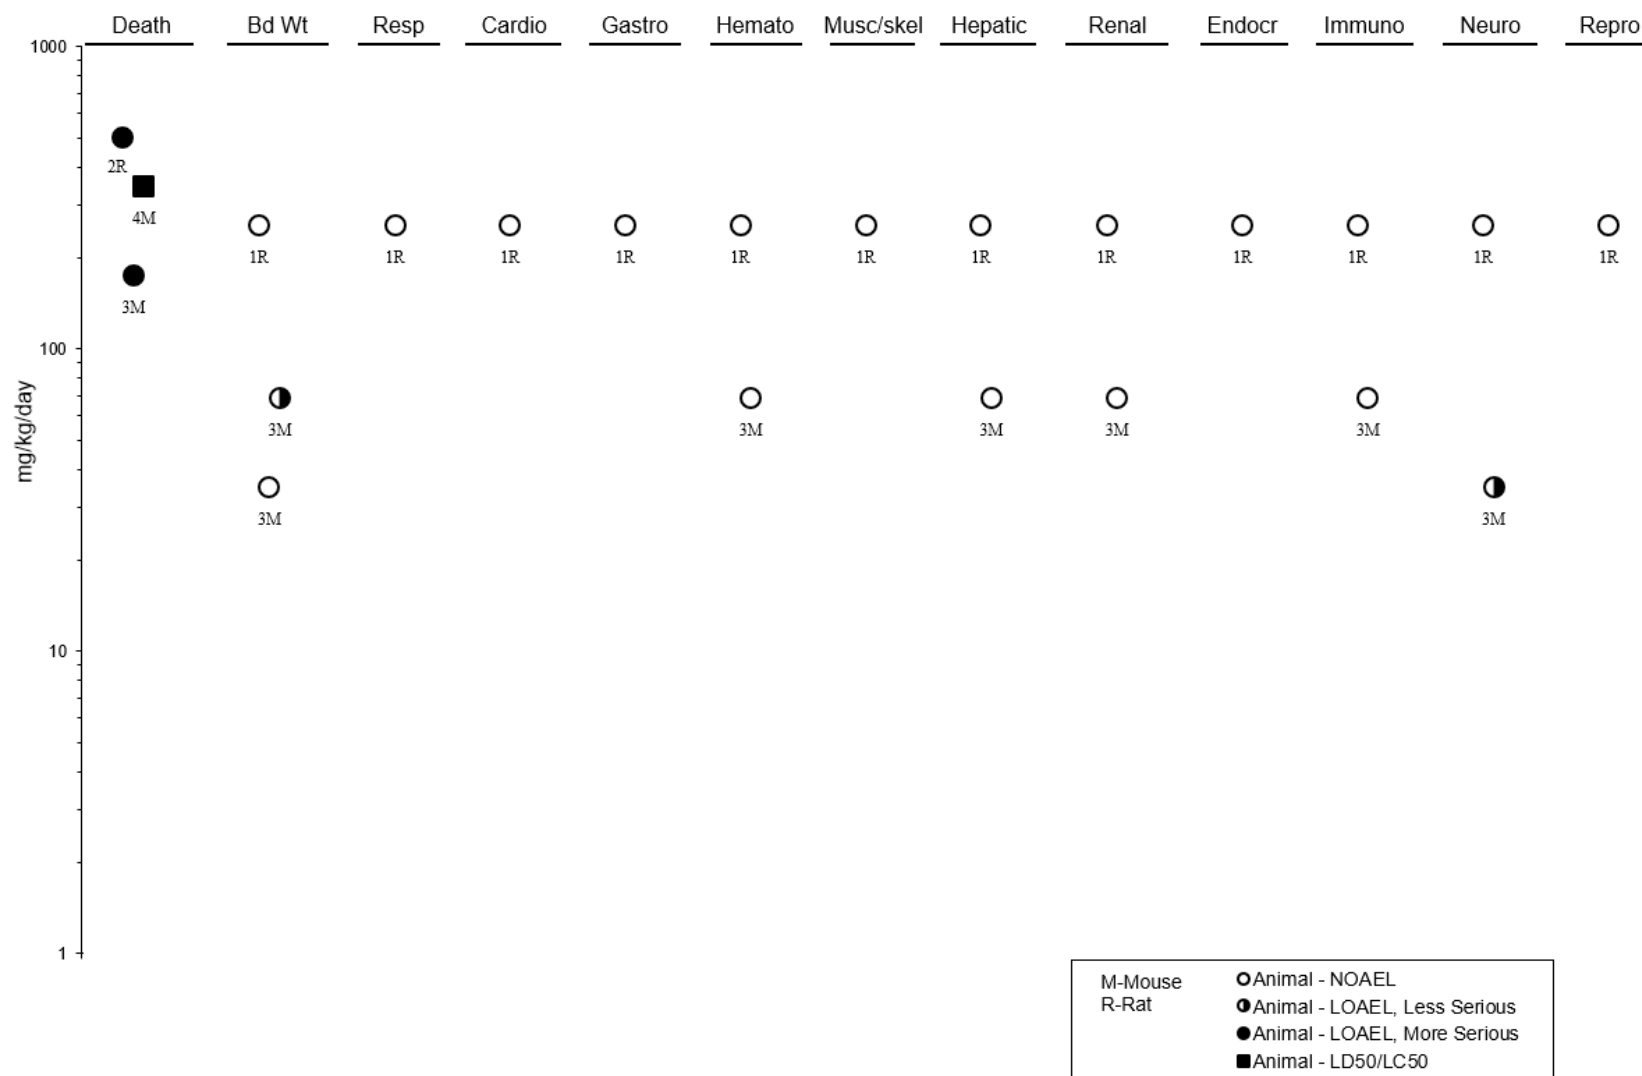 Death Bd Wt Resp Cardio Gastro Hemato Musc/skel Hepatic Renal Endocr Immuno Neuro Repro
1000
2R
4M
1R 1R 1R 1R 1R 1R 1R 1R 1R 1R 1R 1R
3M
100
mg/kg/day
3M 3M 3M 3M 3M
3M 3M
10
1
M-Mouse
R-Rat
Animal - NOAEL
Animal - LOAEL, Less Serious
Animal - LOAEL, More Serious
Animal - LD50/LC50